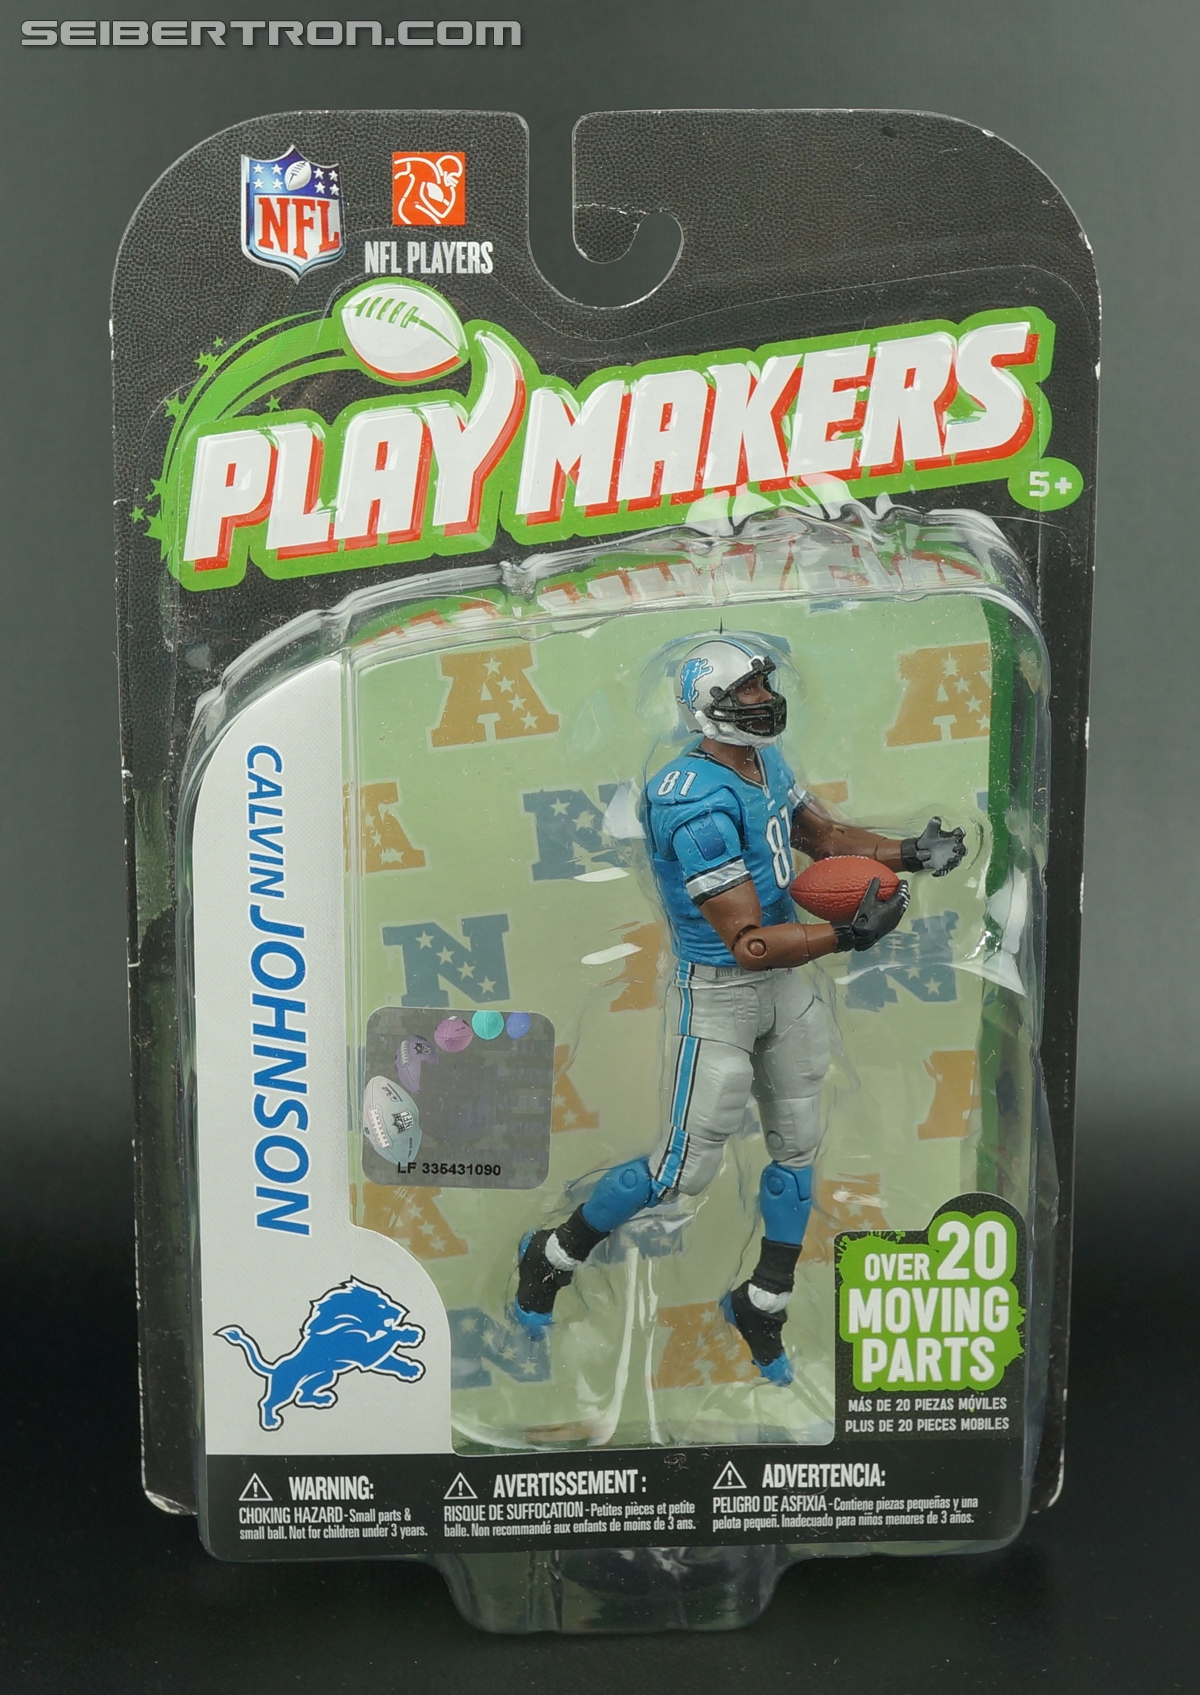 SEIBERTRON.COM
NFL
NFL PLAYERS
PLAYMAKERS
5+
CALVIN JOHNSON
81
81
LF 335431090
OVER 20
MOVING
PARTS
MÁS DE 20 PIEZAS MÓVILES
PLUS DE 20 PIECES MOBILES
WARNING:
CHOKING HAZARD - Small parts &
small ball. Not for children under 3 years.
AVERTISSEMENT :
RISQUE DE SUFFOCATION - Petites pièces et petite
balle. Non recommandé aux enfants de moins de 3 ans.
ADVERTENCIA:
PELIGRO DE ASFIXIA - Contiene piezas pequeñas y una
pelota pequeñ. Inadecuado para niños menores de 3 años.